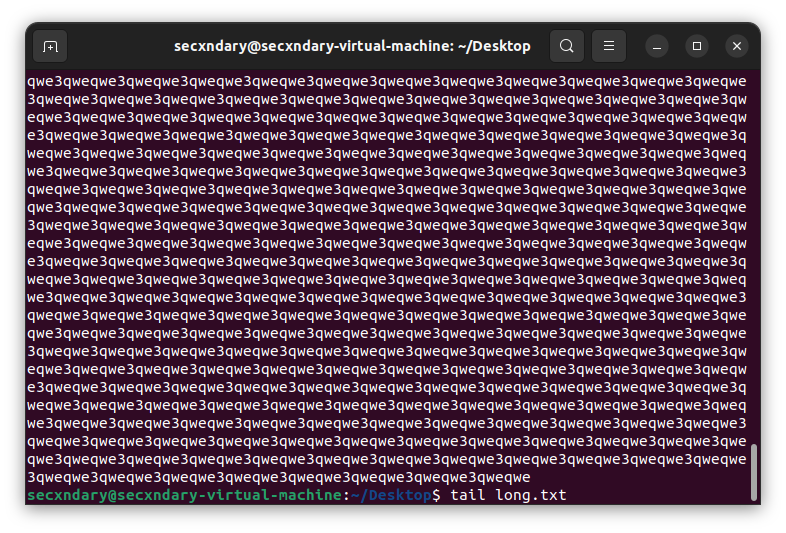 secxndary@secxndary-virtual-machine: ~/Desktop
qwe3qweqwe3qweqwe3qweqwe3qweqwe3qweqwe3qweqwe3qweqwe3qweqwe3qweqwe3qweqwe3qweqwe
3qweqwe3qweqwe3qweqwe3qweqwe3qweqwe3qweqwe3qweqwe3qweqwe3qweqwe3qweqwe3qweqwe3qw
eqwe3qweqwe3qweqwe3qweqwe3qweqwe3qweqwe3qweqwe3qweqwe3qweqwe3qweqwe3qweqwe3qweqw
e3qweqwe3qweqwe3qweqwe3qweqwe3qweqwe3qweqwe3qweqwe3qweqwe3qweqwe3qweqwe3qweqwe3q
weqwe3qweqwe3qweqwe3qweqwe3qweqwe3qweqwe3qweqwe3qweqwe3qweqwe3qweqwe3qweqwe3qweq
we3qweqwe3qweqwe3qweqwe3qweqwe3qweqwe3qweqwe3qweqwe3qweqwe3qweqwe3qweqwe3qweqwe3
qweqwe3qweqwe3qweqwe3qweqwe3qweqwe3qweqwe3qweqwe3qweqwe3qweqwe3qweqwe3qweqwe3qwe
qwe3qweqwe3qweqwe3qweqwe3qweqwe3qweqwe3qweqwe3qweqwe3qweqwe3qweqwe3qweqwe3qweqwe
3qweqwe3qweqwe3qweqwe3qweqwe3qweqwe3qweqwe3qweqwe3qweqwe3qweqwe3qweqwe3qweqwe3qw
eqwe3qweqwe3qweqwe3qweqwe3qweqwe3qweqwe3qweqwe3qweqwe3qweqwe3qweqwe3qweqwe3qweqw
e3qweqwe3qweqwe3qweqwe3qweqwe3qweqwe3qweqwe3qweqwe3qweqwe3qweqwe3qweqwe3qweqwe3q
weqwe3qweqwe3qweqwe3qweqwe3qweqwe3qweqwe3qweqwe3qweqwe3qweqwe3qweqwe3qweqwe3qweq
we3qweqwe3qweqwe3qweqwe3qweqwe3qweqwe3qweqwe3qweqwe3qweqwe3qweqwe3qweqwe3qweqwe3
qweqwe3qweqwe3qweqwe3qweqwe3qweqwe3qweqwe3qweqwe3qweqwe3qweqwe3qweqwe3qweqwe3qwe
qwe3qweqwe3qweqwe3qweqwe3qweqwe3qweqwe3qweqwe3qweqwe3qweqwe3qweqwe3qweqwe3qweqwe
3qweqwe3qweqwe3qweqwe3qweqwe3qweqwe3qweqwe3qweqwe3qweqwe3qweqwe3qweqwe3qweqwe3qw
eqwe3qweqwe3qweqwe3qweqwe3qweqwe3qweqwe3qweqwe3qweqwe3qweqwe3qweqwe3qweqwe3qweqw
e3qweqwe3qweqwe3qweqwe3qweqwe3qweqwe3qweqwe3qweqwe3qweqwe3qweqwe3qweqwe3qweqwe3q
weqwe3qweqwe3qweqwe3qweqwe3qweqwe3qweqwe3qweqwe3qweqwe3qweqwe3qweqwe3qweqwe3qweq
we3qweqwe3qweqwe3qweqwe3qweqwe3qweqwe3qweqwe3qweqwe3qweqwe3qweqwe3qweqwe3qweqwe3
qweqwe3qweqwe3qweqwe3qweqwe3qweqwe3qweqwe3qweqwe3qweqwe3qweqwe3qweqwe3qweqwe3qwe
qwe3qweqwe3qweqwe3qweqwe3qweqwe3qweqwe3qweqwe3qweqwe3qweqwe3qweqwe3qweqwe3qweqwe
3qweqwe3qweqwe3qweqwe3qweqwe3qweqwe3qweqwe3qweqwe3qweqwe
secxndary@secxndary-virtual-machine:~/Desktop$ tail long.txt